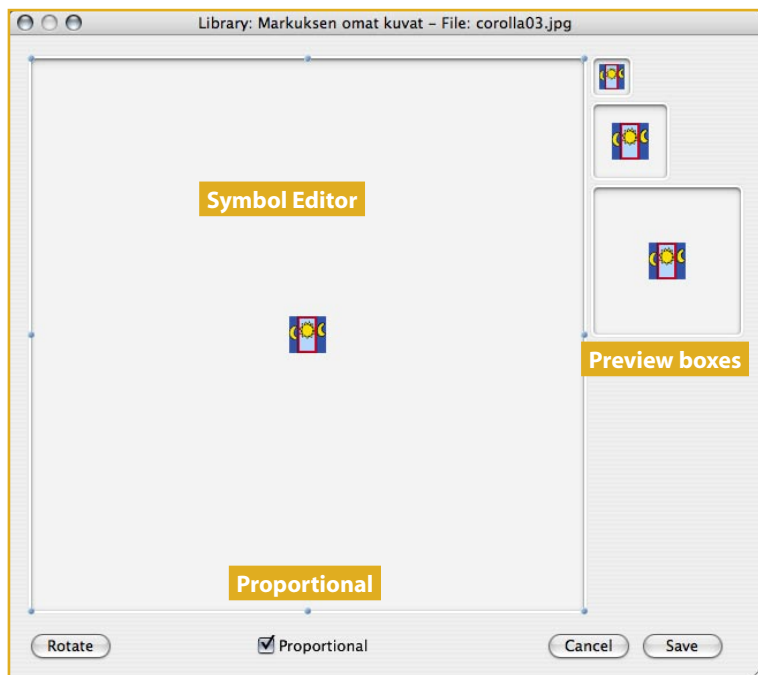 Library: Markuksen omat kuvat – File: corolla03.jpg
Symbol Editor
Preview boxes
Proportional
Rotate
Proportional
Cancel
Save